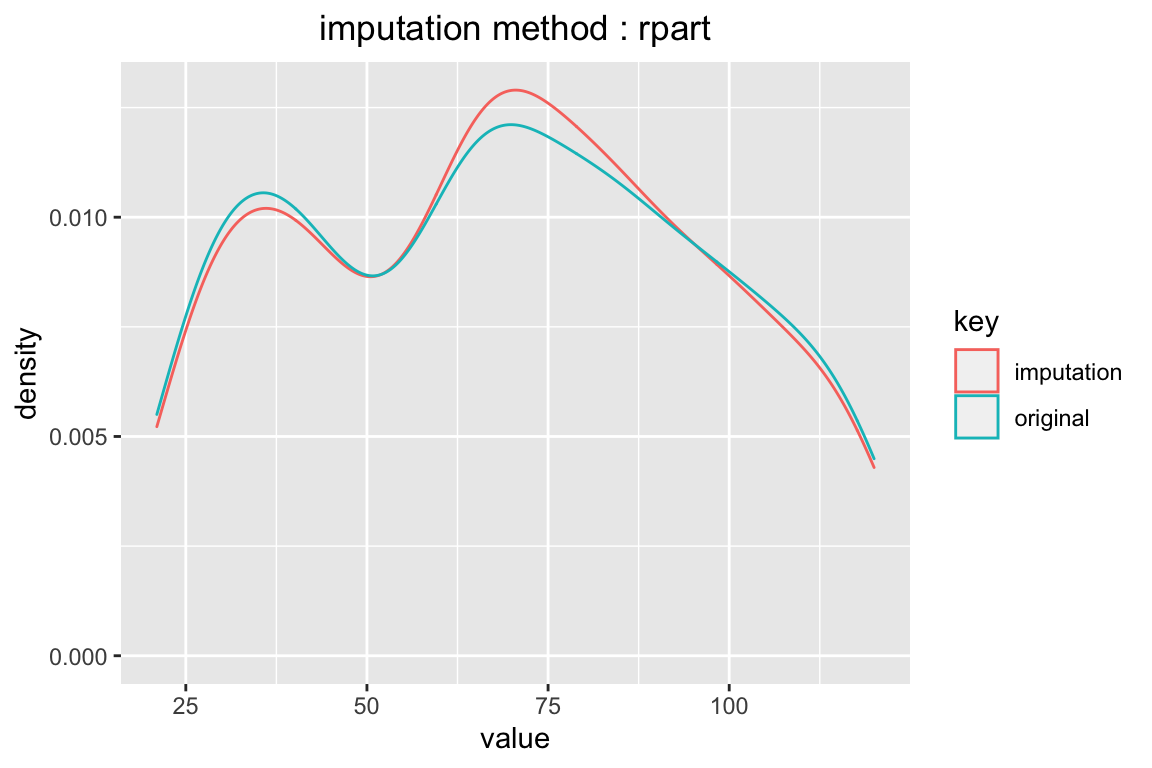 imputation method : rpart
density
0.010
0.005
0.000
25 50 75 100
value
key
imputation
original